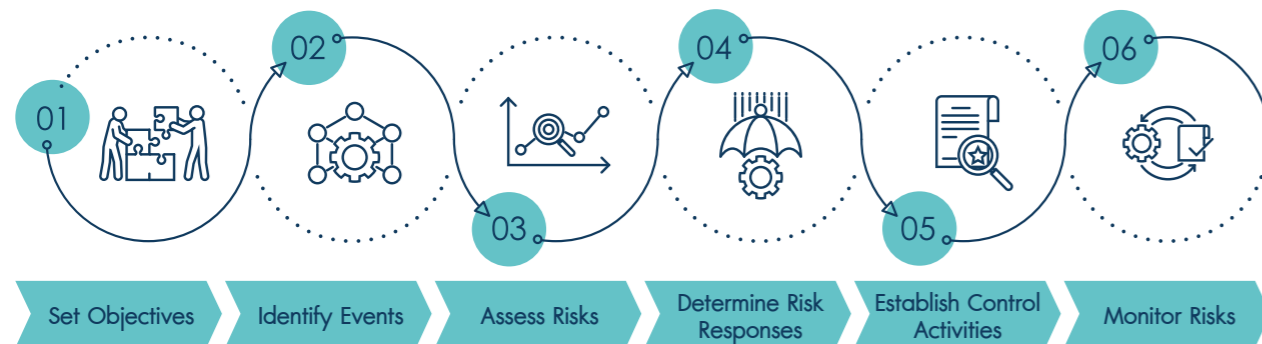 01
02
03
04
05
06
Set Objectives
Identify Events
Assess Risks
Determine Risk
Responses
Establish Control
Activities
Monitor Risks